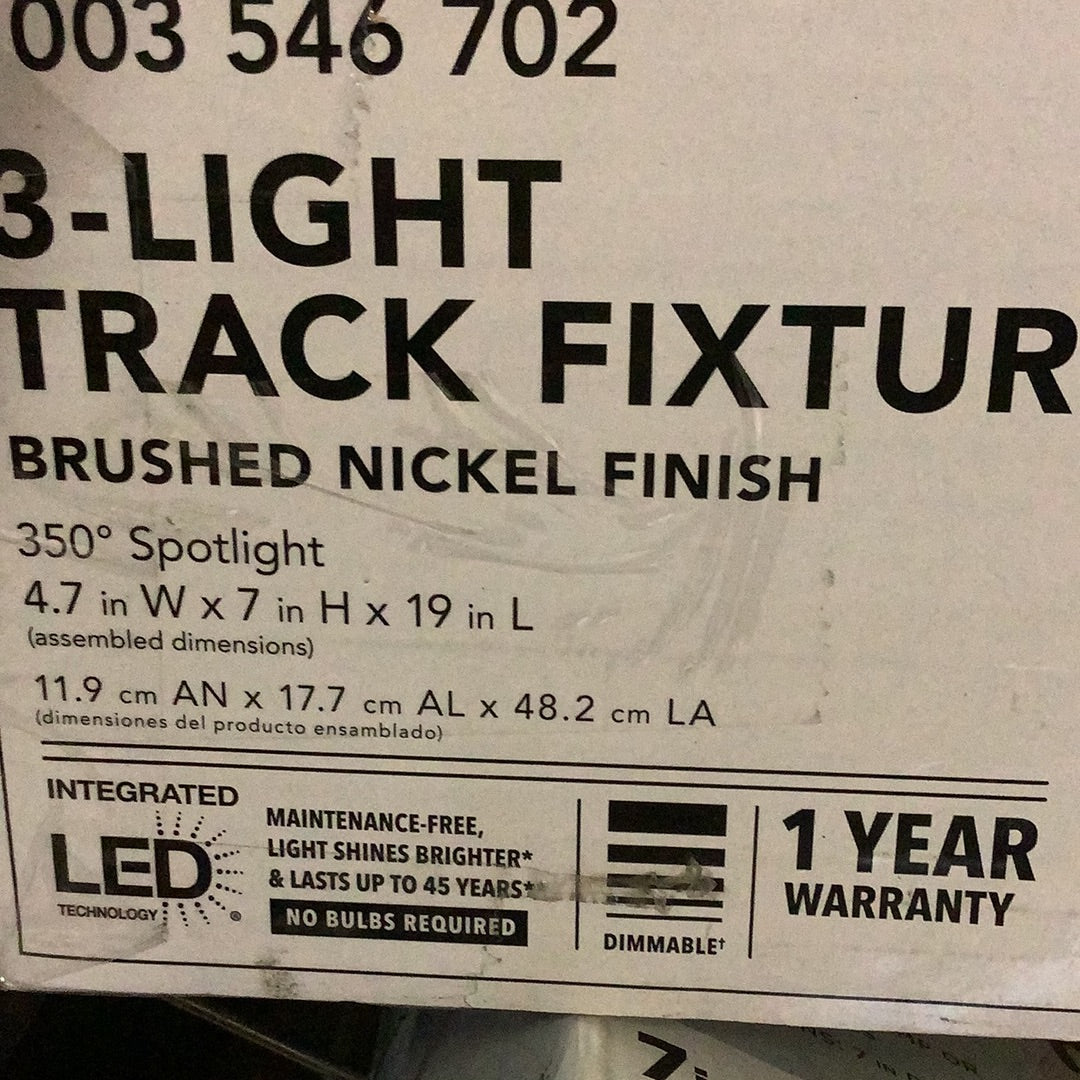 003 546 702
3-LIGHT
TRACK FIXTUR
BRUSHED NICKEL FINISH
350° Spotlight
4.7 in W x 7 in H x 19 in L
(assembled dimensions)
11.9 cm AN x 17.7 cm AL x 48.2 cm LA
(dimensiones del producto ensamblado)
INTEGRATED
LED
TECHNOLOGY ®
MAINTENANCE-FREE,
LIGHT SHINES BRIGHTER*
& LASTS UP TO 45 YEARS*
NO BULBS REQUIRED
DIMMABLE†
1 YEAR
WARRANTY